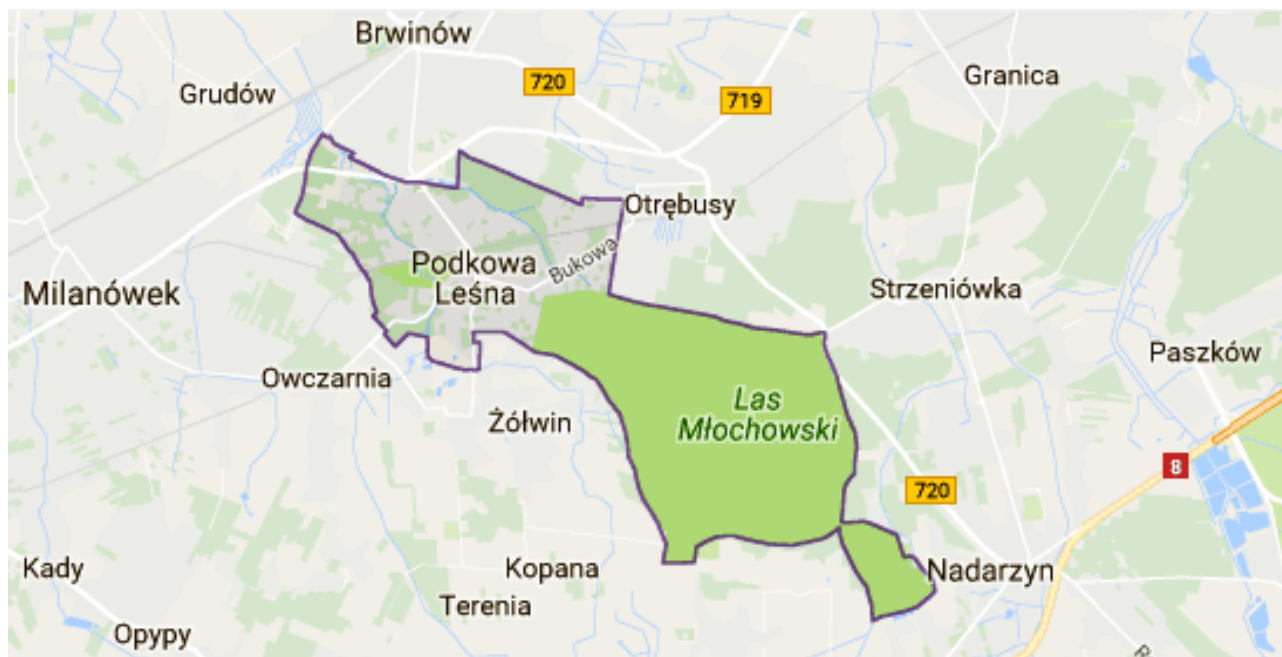 Brwinów
Grudów
720
719
Granica
Otrębusy
Bukowa
Podkowa
Leśna
Milanówek
Strzeniówka
Paszków
Owczarnia
Las
Młochowski
Żółwin
8
720
Kady
Kopana
Nadarzyn
Terenia
Opypy